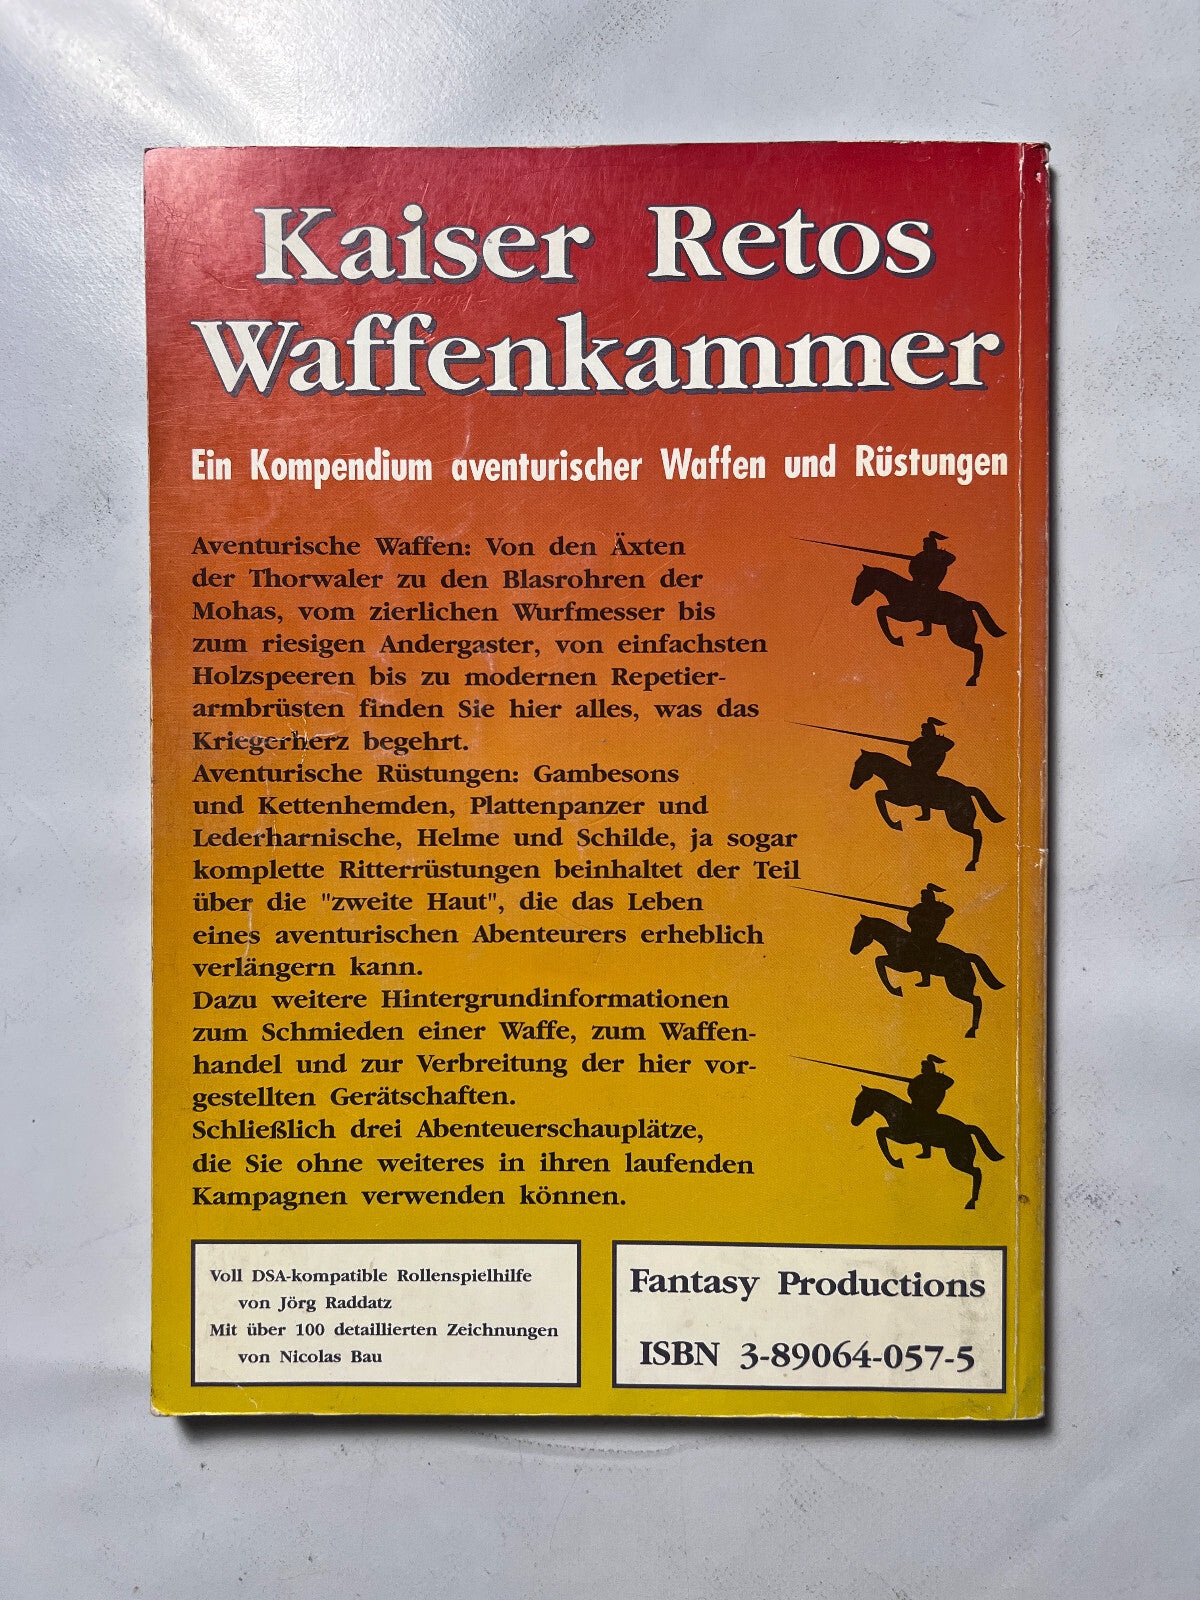 Kaiser Retos
Waffenkammer
Ein Kompendium aventurischer Waffen und Rüstungen
Aventurische Waffen: Von den Äxten
der Thorwaler zu den Blasrohren der
Mohas, vom zierlichen Wurfmesser bis
zum riesigen Andergaster, von einfachsten
Holzspeeren bis zu modernen Repetier-
armbrüsten finden Sie hier alles, was das
Kriegerherz begehrt.
Aventurische Rüstungen: Gambesons
und Kettenhemden, Plattenpanzer und
Lederharnische, Helme und Schilde, ja sogar
komplette Ritterrüstungen beinhaltet der Teil
über die "zweite Haut", die das Leben
eines aventurischen Abenteurers erheblich
verlängern kann.
Dazu weitere Hintergrundinformationen
zum Schmieden einer Waffe, zum Waffen-
handel und zur Verbreitung der hier vor-
gestellten Gerätschaften.
Schließlich drei Abenteuerschauplätze,
die Sie ohne weiteres in ihren laufenden
Kampagnen verwenden können.
Voll DSA-kompatible Rollenspielhilfe
von Jörg Raddatz
Mit über 100 detaillierten Zeichnungen
von Nicolas Bau
Fantasy Productions
ISBN 3-89064-057-5